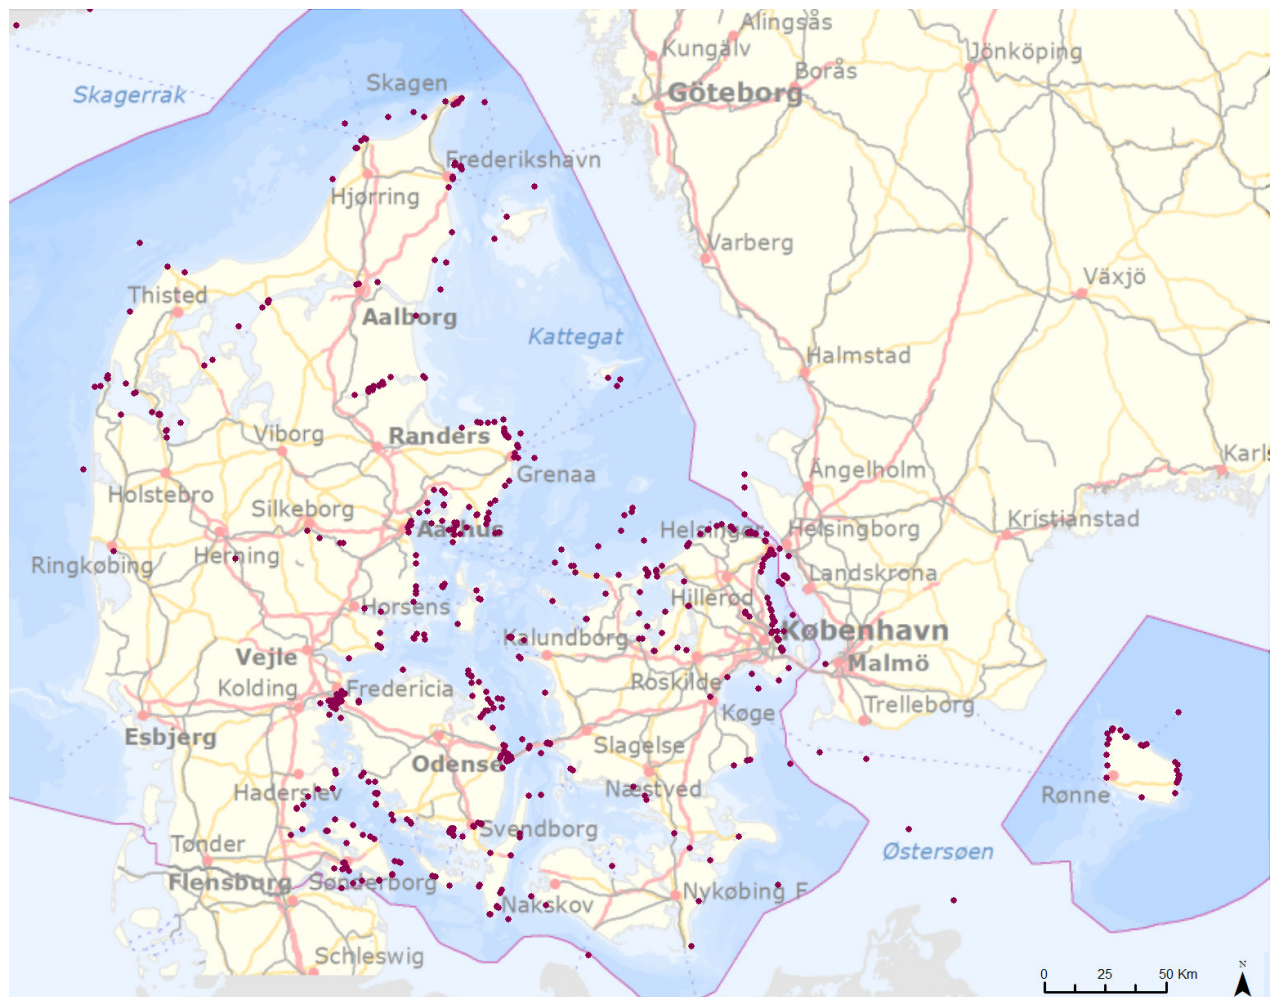 Alingsås
Kungälv
Jönköping
Borås
Skagen
Göteborg
Skagerrak
Frederikshavn
Hjørring
Varberg
Växjö
Thisted
Aalborg
Kattegat
Halmstad
Viborg
Randers
Karls
Ängelholm
Grenaa
Holstebro
Silkeborg
Kristianstad
Aarhus
Helsingør
Helsingborg
Herning
Ringkøbing
Landskrona
Hillerød
Horsens
København
Kalundborg
Vejle
Malmö
Roskilde
Kolding
Fredericia
Trelleborg
Køge
Esbjerg
Slagelse
Odense
Næstved
Haderslev
Rønne
Svendborg
Tønder
Østersøen
Flensburg
Sønderborg
Nykøbing F
Nakskov
Schleswig
N
0 25 50 Km